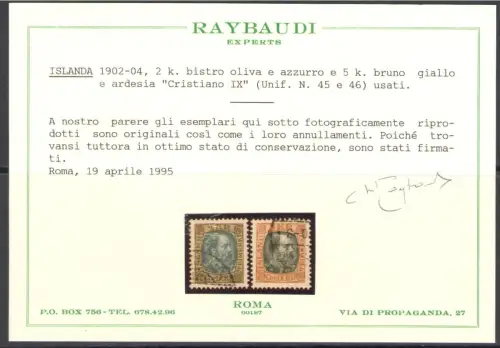 RAYBAUDI
EXPERTS
ISLANDA 1902-04, 2 k. bistro oliva e azzurro e 5 k. bruno giallo
e ardesia "Cristiano IX" (Unif. N. 45 e 46) usati.
A nostro parere gli esemplari qui sotto fotograficamente ripro-
dotti sono originali così come i loro annullamenti. Poiché tro-
vansi tuttora in ottimo stato di conservazione, sono stati firma-
ti.
Roma, 19 aprile 1995
ROMA
00187
P.O. BOX 756 - TEL. 678.42.96
VIA DI PROPAGANDA, 27